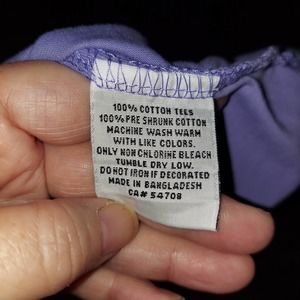 100% COTTON TEES
100% PRE SHRUNK COTTON
MACHINE WASH WARM
WITH LIKE COLORS.
ONLY NON CHLORINE BLEACH
TUMBLE DRY LOW.
DO NOT IRON IF DECORATED
MADE IN BANGLADESH
CA# 54708